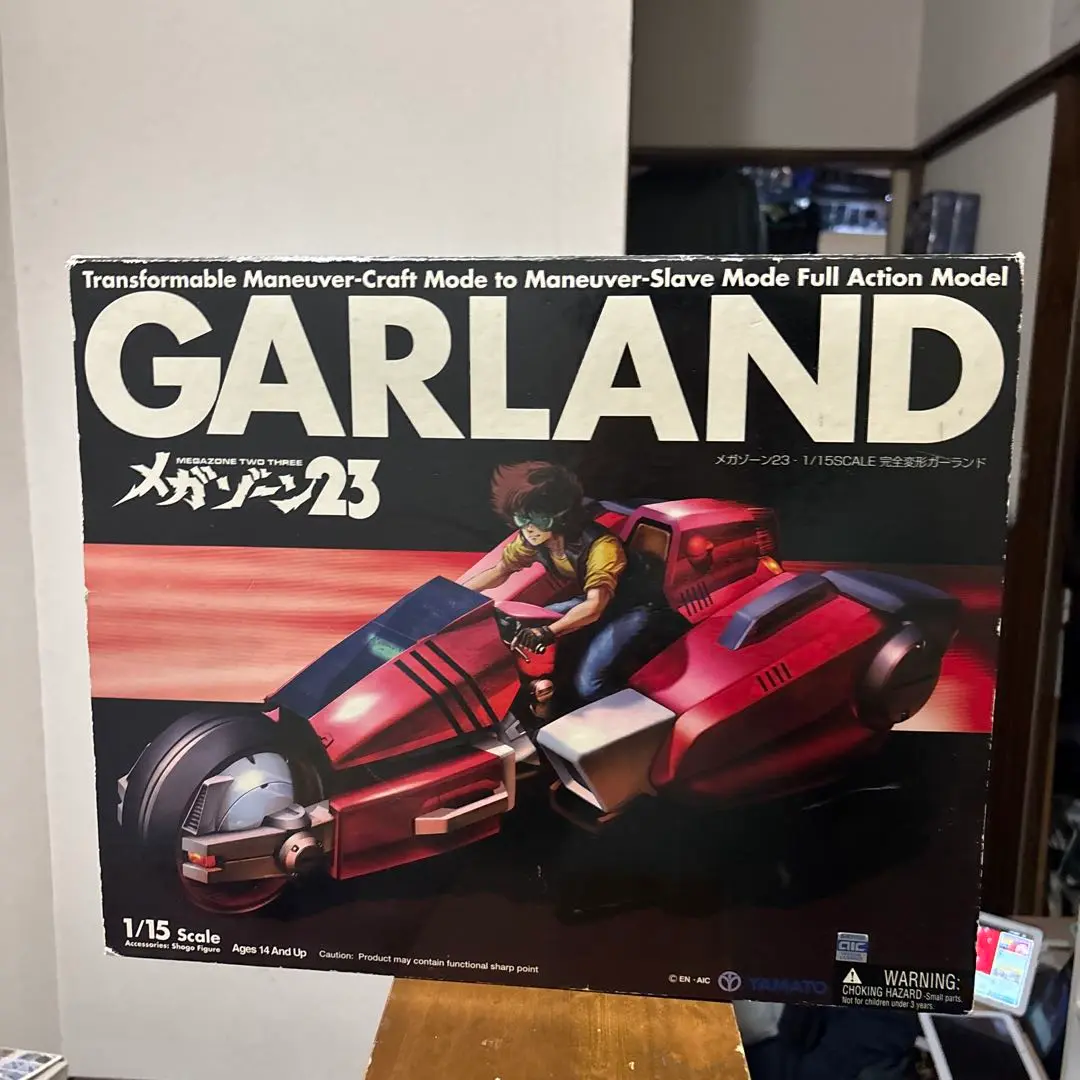 Transformable Maneuver-Craft Mode to Maneuver-Slave Mode Full Action Model
GARLAND
MEGAZONE TWO THREE
メガゾーン23
メガゾーン23 - 1/15SCALE 完全変形ガーランド
1/15 Scale
Accessories: Shogo Figure
Ages 14 And Up
Caution: Product may contain functional sharp point
© EN・AIC
YAMATO
aic
WARNING:
CHOKING HAZARD-Small parts.
Not for children under 3 years.